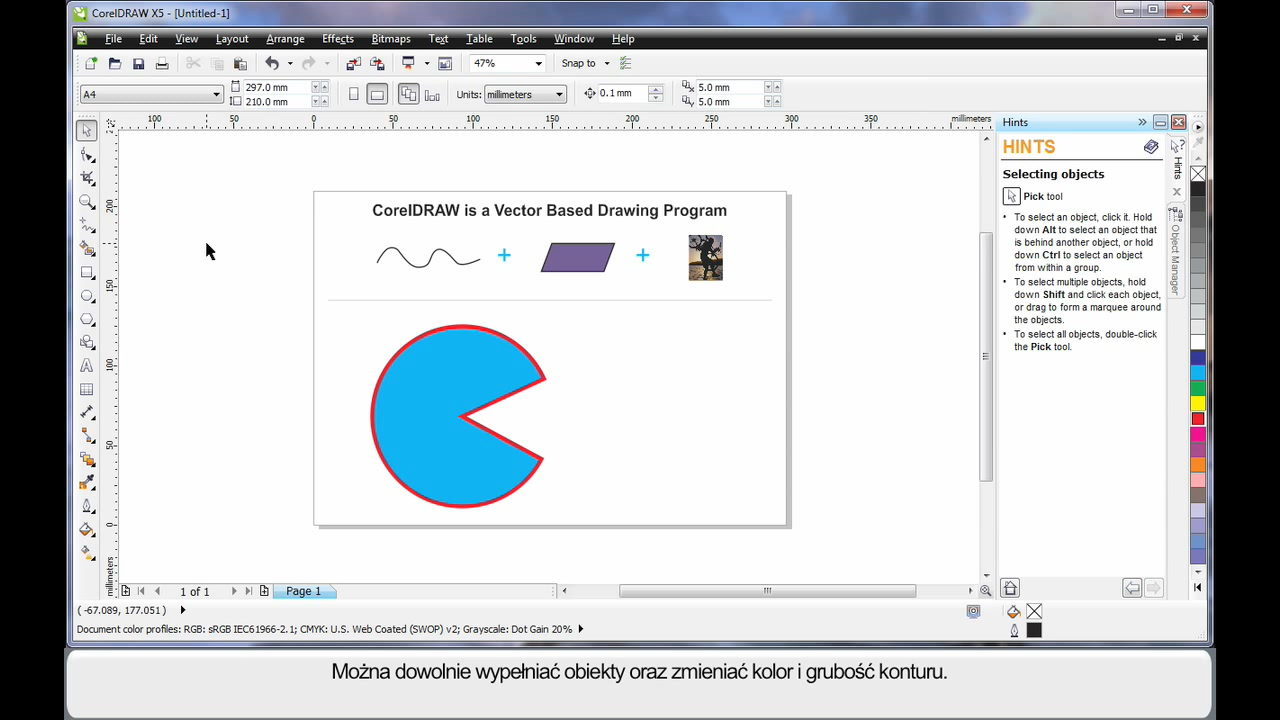 CorelDRAW X5 - [Untitled-1]
File Edit View Layout Arrange Effects Bitmaps Text Table Tools Window Help
47% Snap to
A4 297.0 mm 210.0 mm Units: millimeters 0.1 mm 5.0 mm 5.0 mm
100 50 0 50 100 150 200 250 300 350 millimeters
200
150
100
50
0
millimeters
CorelDRAW is a Vector Based Drawing Program
+ +
Hints
HINTS
Selecting objects
Pick tool
• To select an object, click it. Hold
down Alt to select an object that
is behind another object, or hold
down Ctrl to select an object
from within a group.
• To select multiple objects, hold
down Shift and click each object,
or drag to form a marquee around
the objects.
• To select all objects, double-click
the Pick tool.
Hints
Object Manager
1 of 1 Page 1
( -67.089, 177.051 )
Document color profiles: RGB: sRGB IEC61966-2.1; CMYK: U.S. Web Coated (SWOP) v2; Grayscale: Dot Gain 20%
Można dowolnie wypełniać obiekty oraz zmieniać kolor i grubość konturu.